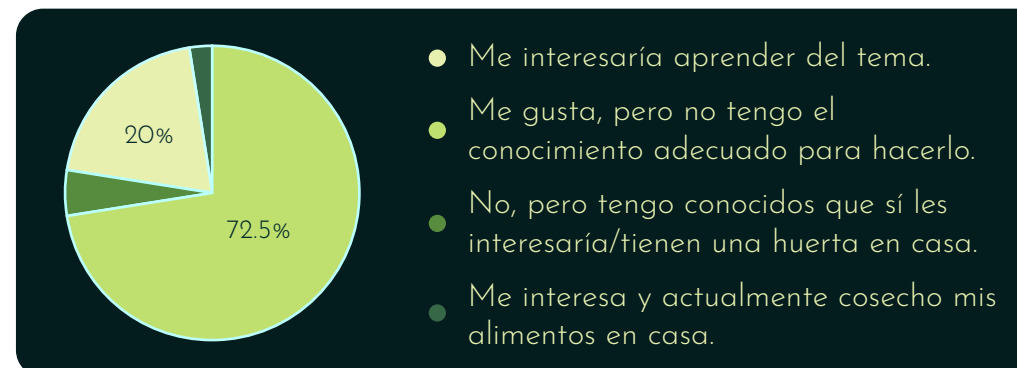 20%
72.5%
Me interesaría aprender del tema.
Me gusta, pero no tengo el
conocimiento adecuado para hacerlo.
No, pero tengo conocidos que sí les
interesaría/tienen una huerta en casa.
Me interesa y actualmente cosecho mis
alimentos en casa.